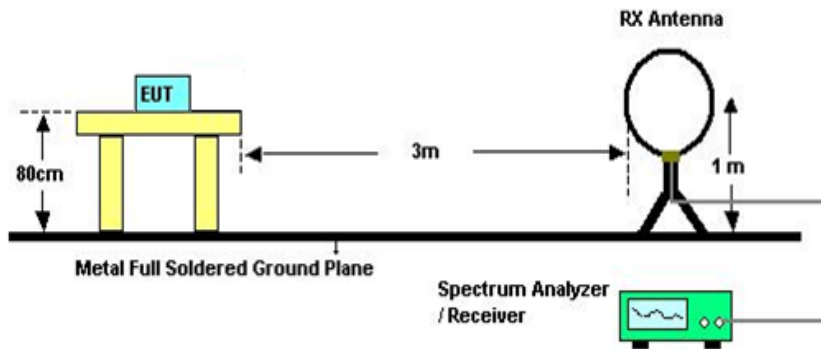 RX Antenna
EUT
3m
80cm
1 m
Metal Full Soldered Ground Plane
Spectrum Analyzer
/ Receiver